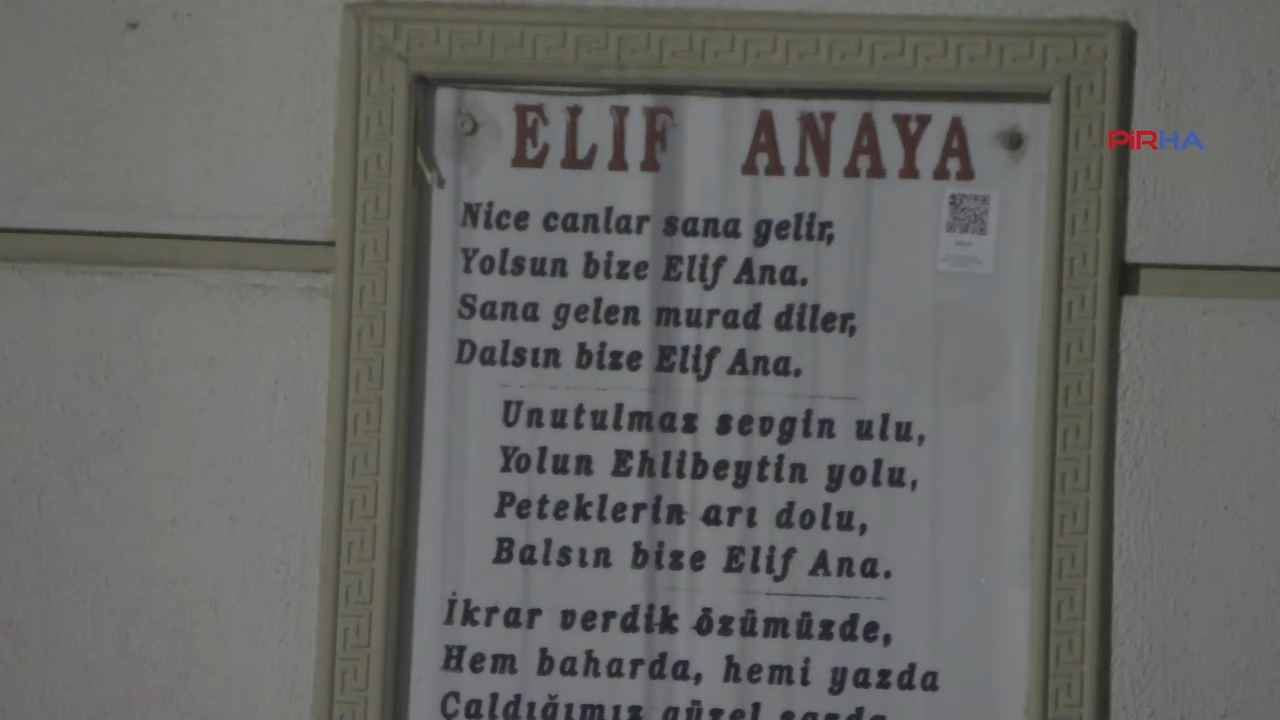 ELIF ANAYA
PİRHA
Nice canlar sana gelir,
Yolsun bize Elif Ana.
Sana gelen murad diler,
Dalsın bize Elif Ana.
Unutulmaz sevgin ulu,
Yolun Ehlibeytin yolu,
Peteklerin arı dolu,
Balsın bize Elif Ana.
İkrar verdik özümüzde,
Hem baharda, hemi yazda
Çaldığımız güzel sazda